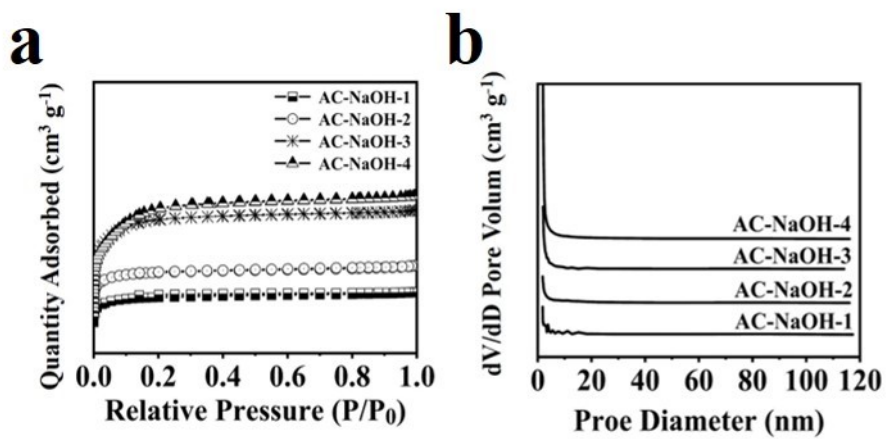 a
Quantity Adsorbed (cm³ g⁻¹)
AC-NaOH-1
AC-NaOH-2
AC-NaOH-3
AC-NaOH-4
0.0 0.2 0.4 0.6 0.8 1.0
Relative Pressure (P/P₀)
b
dV/dD Pore Volum (cm³ g⁻¹)
AC-NaOH-4
AC-NaOH-3
AC-NaOH-2
AC-NaOH-1
0 20 40 60 80 100 120
Proe Diameter (nm)